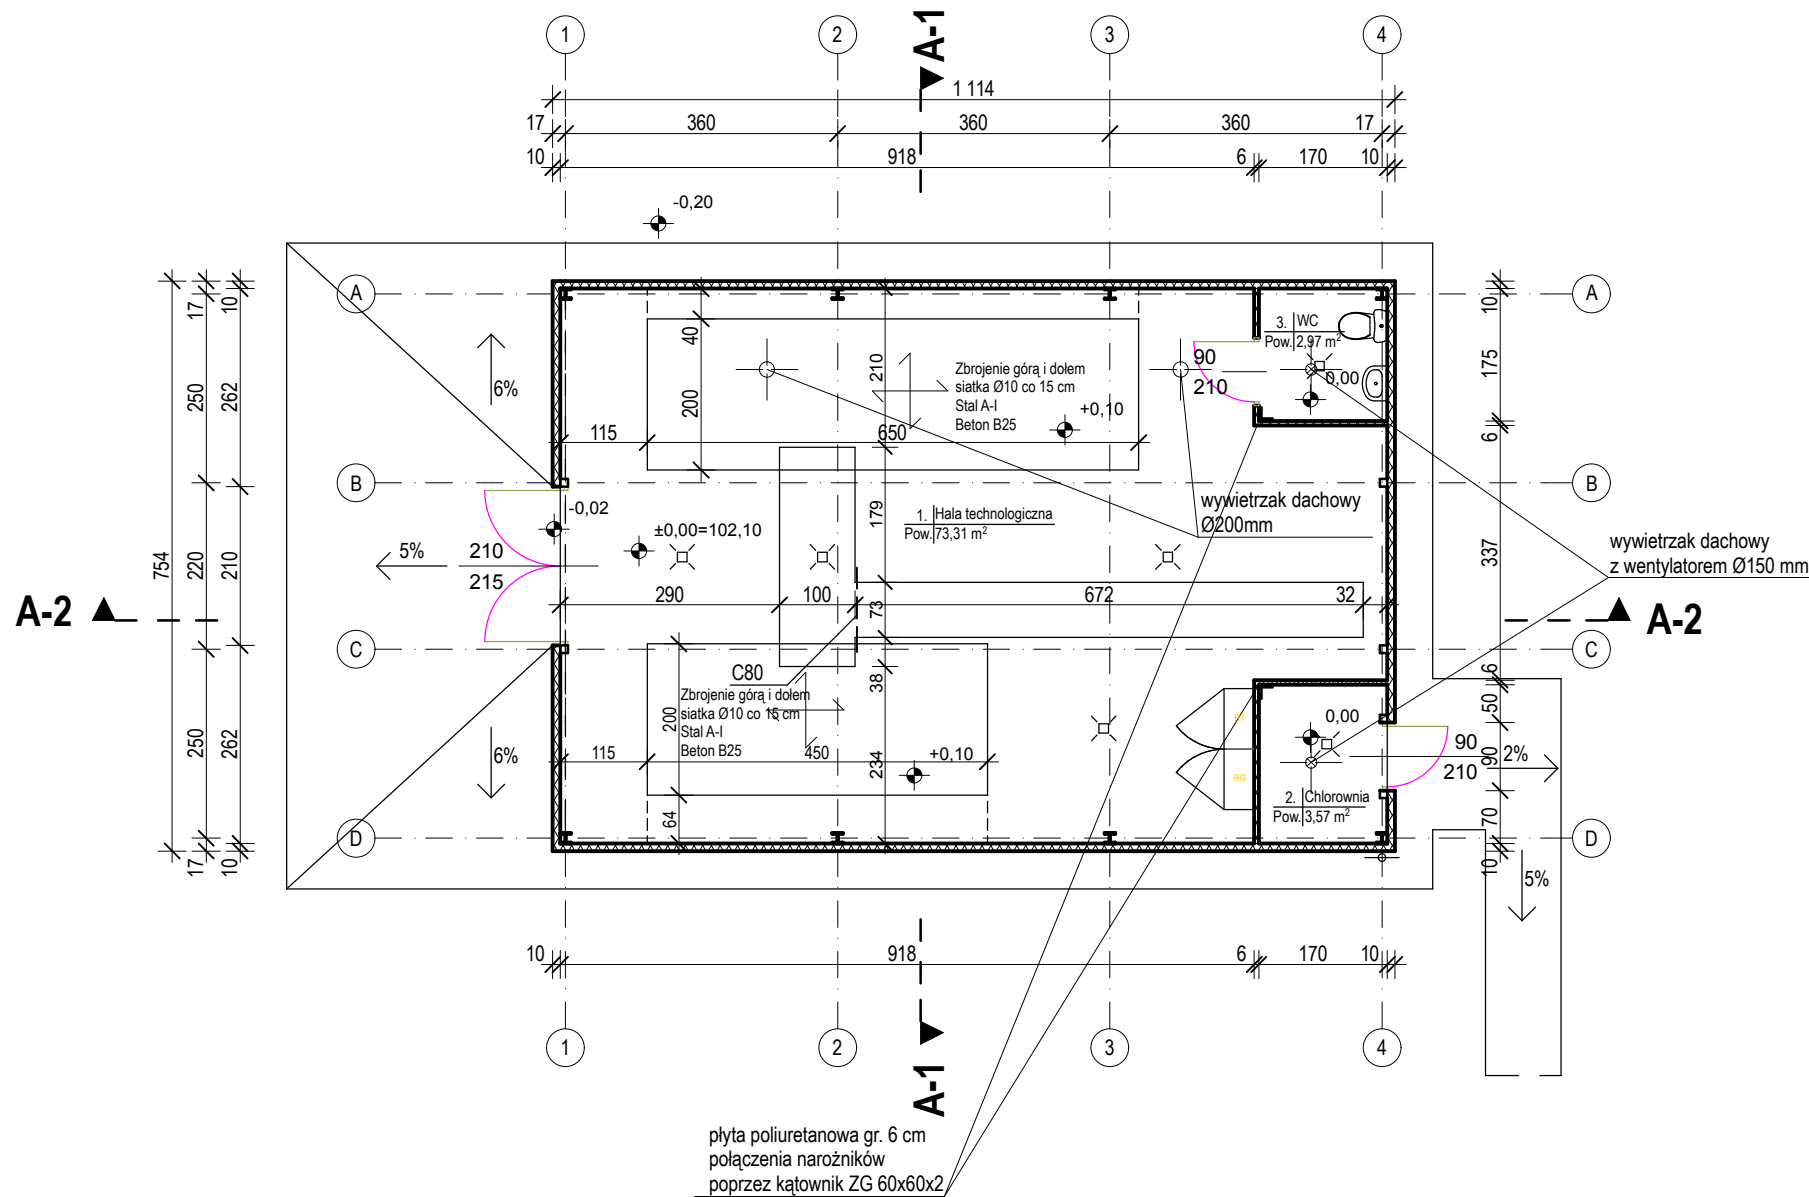 1
2
3
4
A-1
1 114
17
360
360
360
17
10
918
6
170
10
-0,20
A
A
17
10
10
3.
WC
Pow.
2,97 m²
40
210
Zbrojenie górą i dołem
siatka Ø10 co 15 cm
Stal A-I
Beton B25
90
210
0,00
175
250
262
6%
200
+0,10
115
650
6
B
B
-0,02
179
1.
Hala technologiczna
Pow.
73,31 m²
wywietrzak dachowy
Ø200mm
±0,00=102,10
wywietrzak dachowy
z wentylatorem Ø150 mm
754
220
210
5%
210
215
337
A-2
290
100
73
672
32
A-2
C
C
C80
38
6
50
Zbrojenie górą i dołem
siatka Ø10 co 15 cm
Stal A-I
Beton B25
200
RT
0,00
90
210
90
2%
250
262
6%
115
450
234
+0,10
RG
2.
Chlorownia
Pow.
3,57 m²
64
70
D
D
17
10
10
5%
10
918
6
170
10
1
2
3
4
A-1
płyta poliuretanowa gr. 6 cm
połączenia narożników
poprzez kątownik ZG 60x60x2